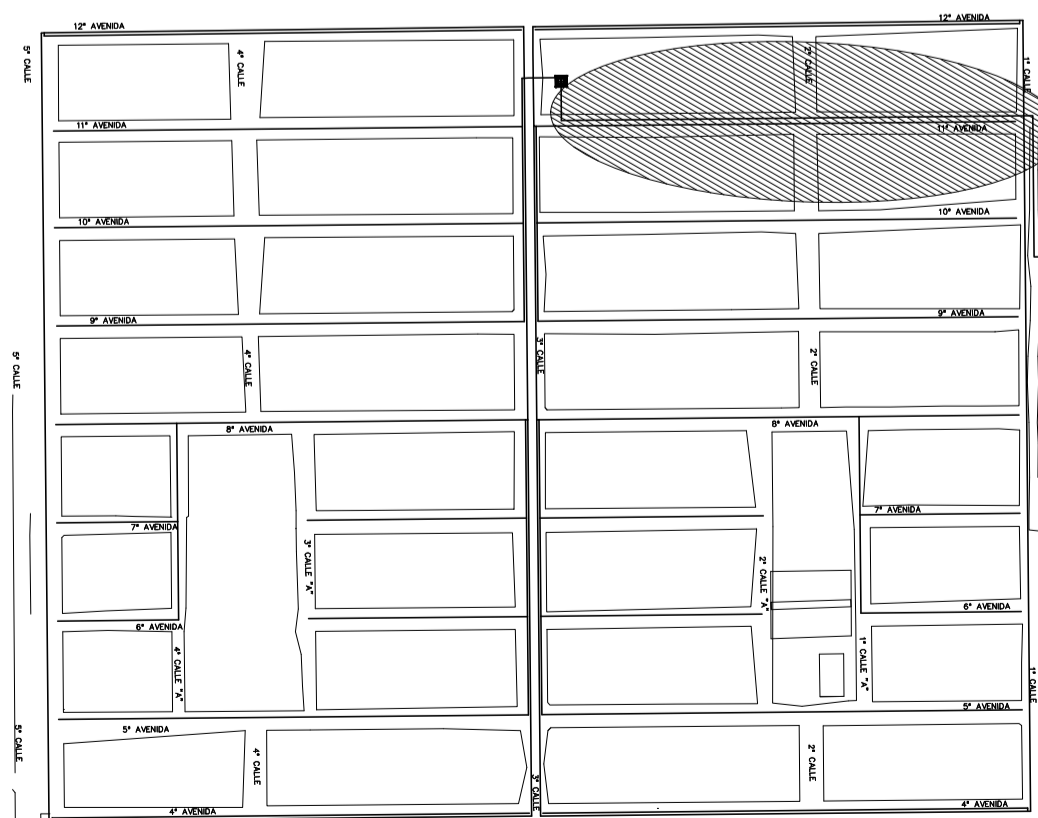 12ª AVENIDA
12ª AVENIDA
5ª CALLE
4ª CALLE
2ª CALLE
1ª CALLE
11ª AVENIDA
11ª AVENIDA
10ª AVENIDA
10ª AVENIDA
9ª AVENIDA
9ª AVENIDA
5ª CALLE
4ª CALLE
3ª CALLE
2ª CALLE
8ª AVENIDA
8ª AVENIDA
7ª AVENIDA
7ª AVENIDA
3ª CALLE "A"
2ª CALLE "A"
6ª AVENIDA
6ª AVENIDA
4ª CALLE "A"
1ª CALLE "A"
1ª CALLE
5ª AVENIDA
5ª AVENIDA
5ª CALLE
4ª CALLE
3ª CALLE
2ª CALLE
4ª AVENIDA
4ª AVENIDA